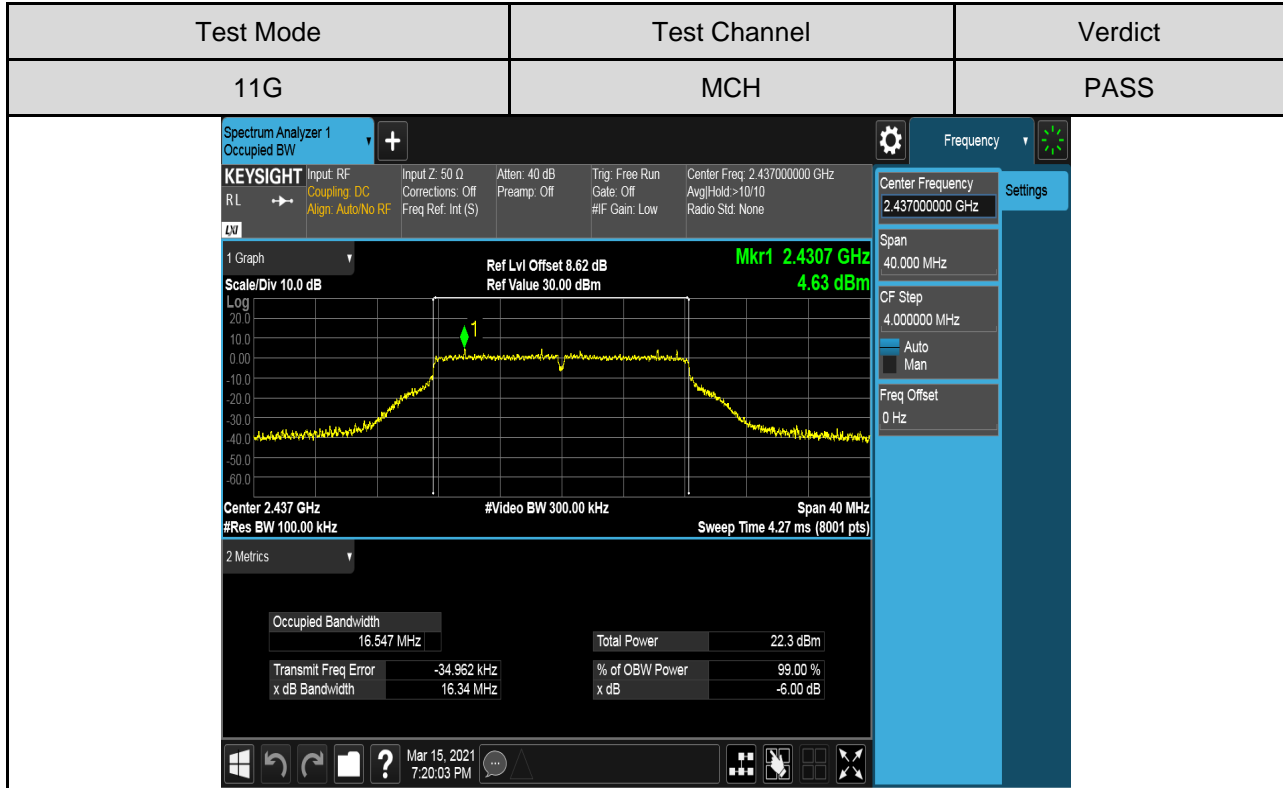 Test Mode Test Channel Verdict
11G MCH PASS
Spectrum Analyzer 1
Occupied BW
+
Frequency
KEYSIGHT Input: RF Input Z: 50 Ω Atten: 40 dB Trig: Free Run Center Freq: 2.437000000 GHz
RL Coupling: DC Corrections: Off Preamp: Off Gate: Off Avg|Hold:>10/10
Align: Auto/No RF Freq Ref: Int (S) #IF Gain: Low Radio Std: None
LXI
Center Frequency
2.437000000 GHz
Settings
Span
40.000 MHz
CF Step
4.000000 MHz
Auto
Man
Freq Offset
0 Hz
1 Graph Ref Lvl Offset 8.62 dB Mkr1 2.4307 GHz
Scale/Div 10.0 dB Ref Value 30.00 dBm 4.63 dBm
Log
20.0
10.0
0.00
-10.0
-20.0
-30.0
-40.0
-50.0
-60.0
1
Center 2.437 GHz #Video BW 300.00 kHz Span 40 MHz
#Res BW 100.00 kHz Sweep Time 4.27 ms (8001 pts)
2 Metrics
Occupied Bandwidth
16.547 MHz Total Power 22.3 dBm
Transmit Freq Error -34.962 kHz % of OBW Power 99.00 %
x dB Bandwidth 16.34 MHz x dB -6.00 dB
? Mar 15, 2021
7:20:03 PM